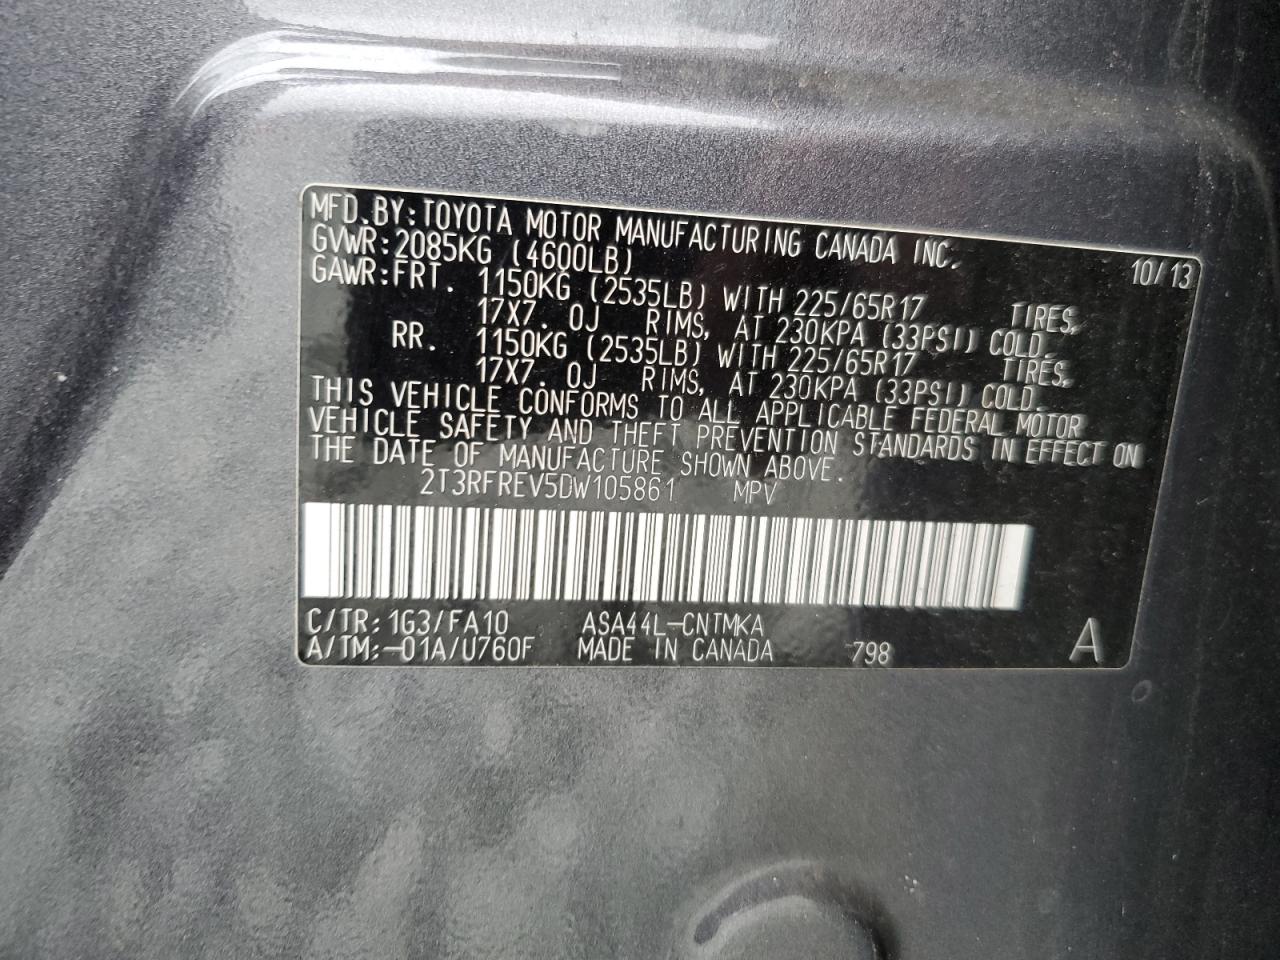 MFD. BY: TOYOTA MOTOR MANUFACTURING CANADA INC.
GVWR: 2085KG (4600LB) 10/13
GAWR: FRT. 1150KG (2535LB) WITH 225/65R17 TIRES,
17X7. 0J RIMS, AT 230KPA (33PSI) COLD.
RR. 1150KG (2535LB) WITH 225/65R17 TIRES,
17X7. 0J RIMS, AT 230KPA (33PSI) COLD.
THIS VEHICLE CONFORMS TO ALL APPLICABLE FEDERAL MOTOR
VEHICLE SAFETY AND THEFT PREVENTION STANDARDS IN EFFECT ON
THE DATE OF MANUFACTURE SHOWN ABOVE.
2T3RFREV5DW105861 MPV
C/TR: 1G3/FA10 ASA44L-CNTMKA
A/TM:-01A/U760F MADE IN CANADA 798 A